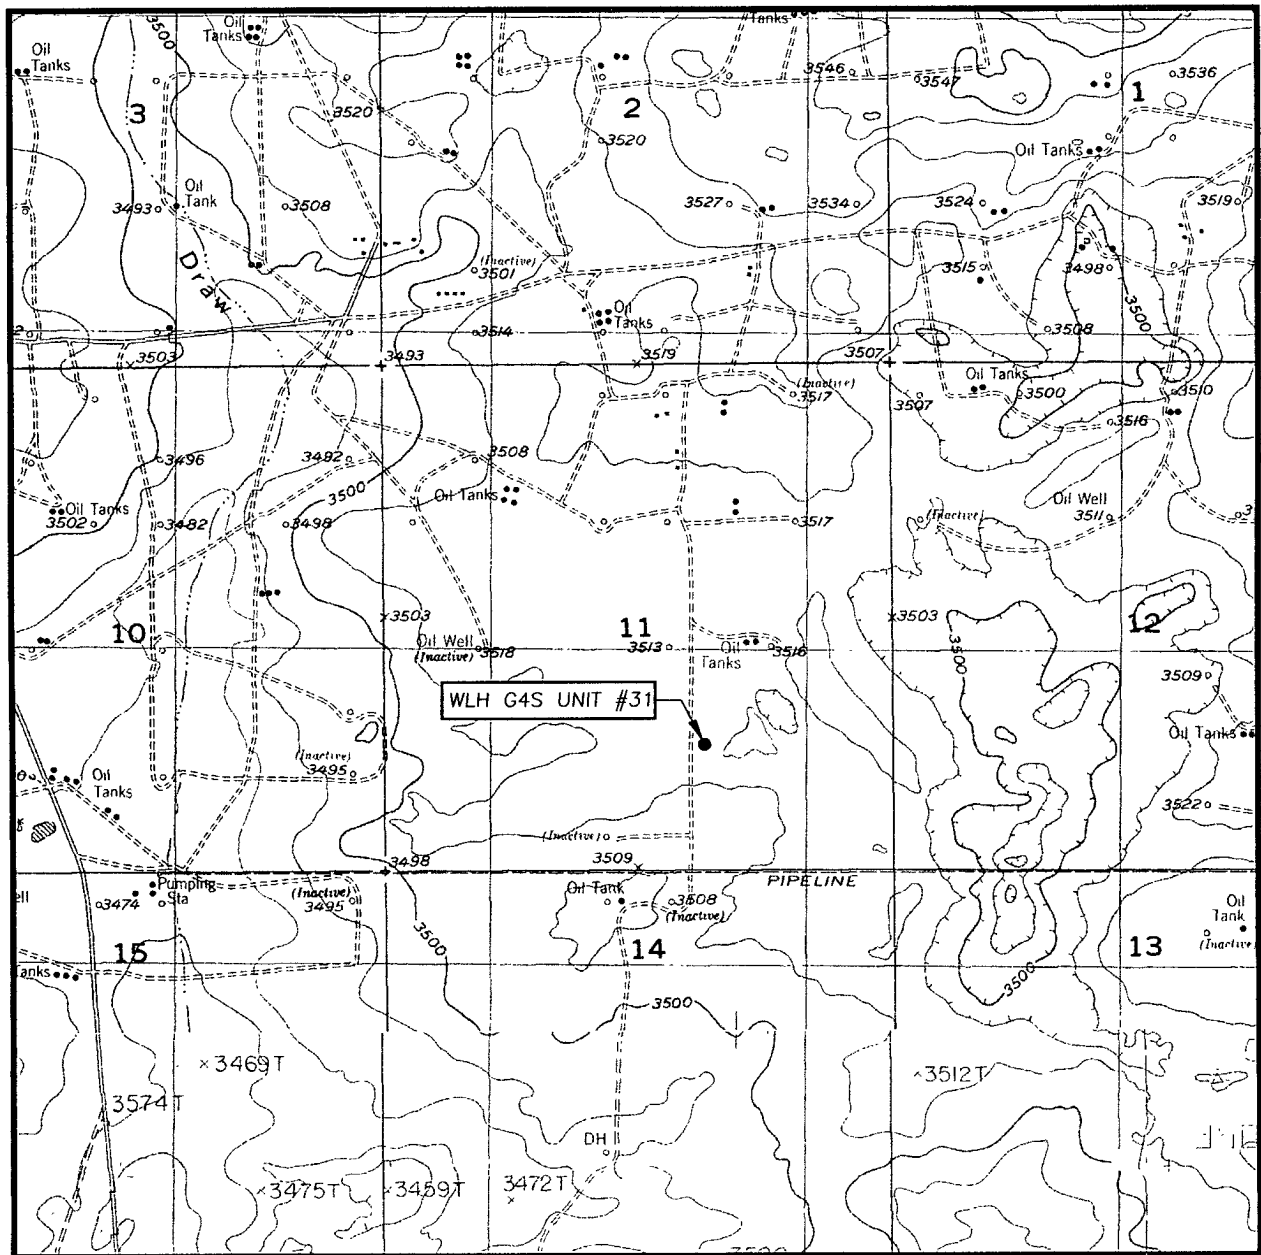 Oil
Tanks
3500
Oil
Tanks
Tanks
3546
3547
3536
3
2
1
3520
3520
Oil Tanks
Oil
Tank
3493
3508
3527
3534
3524
3519
Draw
(Inactive)
3501
3515
3498
3500
Oil
Tanks
3514
3508
3503
3493
3519
3507
Oil Tanks
(Inactive)
3517
3507
3500
3510
3516
3496
3492
3508
3500
Oil Tanks
Oil Well
3511
Oil Tanks
3502
3482
3498
3517
(Inactive)
3503
3503
10
11
12
Oil Well
(Inactive)
3518
3513
Oil
Tanks
3516
3500
3509
WLH G4S UNIT #31
Oil Tanks
(Inactive)
3495
Oil
Tanks
3522
(Inactive)
3498
3509
PIPELINE
Pumping
Sta
(Inactive)
3495
Oil Tank
3508
(Inactive)
3474
Oil
Tank
(Inactive)
15
14
13
3500
Tanks
3500
3500
3469T
3512T
3574T
DH
3475T
3459T
3472T